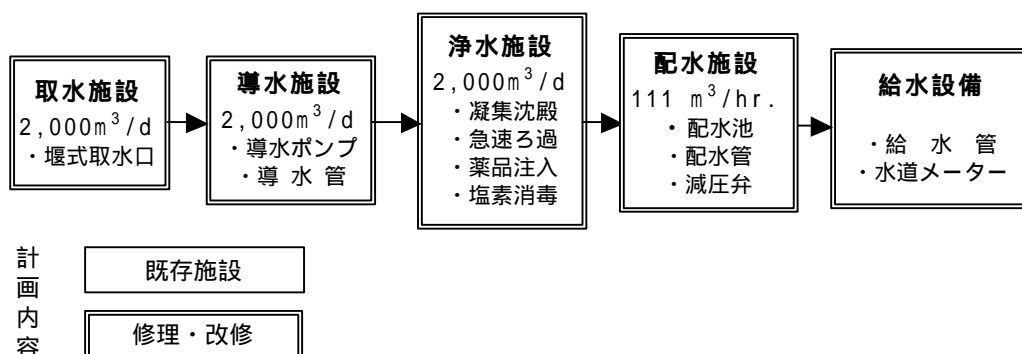 取水施設
2,000m³/d
・堰式取水口
導水施設
2,000m³/d
・導水ポンプ
・導 水 管
浄水施設
2,000m³/d
・凝集沈殿
・急速ろ過
・薬品注入
・塩素消毒
配水施設
111 m³/hr.
・配水池
・配水管
・減圧弁
給水設備
・給 水 管
・水道メーター
計画内容
既存施設
修理・改修